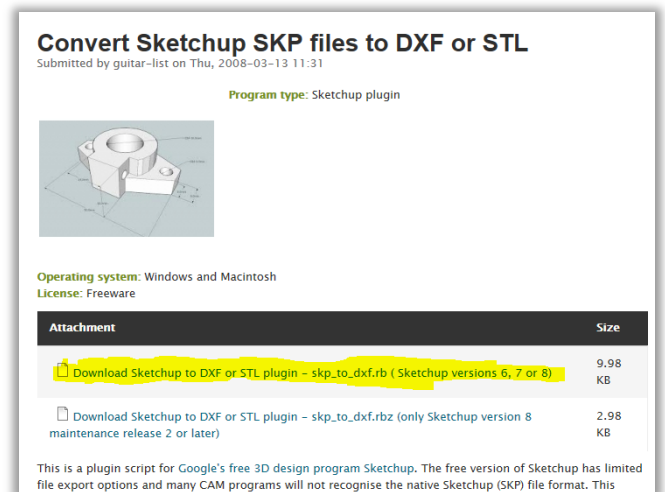 Convert Sketchup SKP files to DXF or STL
Submitted by guitar-list on Thu, 2008-03-13 11:31
Program type: Sketchup plugin
Operating system: Windows and Macintosh
License: Freeware
Attachment Size
Download Sketchup to DXF or STL plugin - skp_to_dxf.rb ( Sketchup versions 6, 7 or 8) 9.98 KB
Download Sketchup to DXF or STL plugin - skp_to_dxf.rbz (only Sketchup version 8 2.98
maintenance release 2 or later) KB
This is a plugin script for Google's free 3D design program Sketchup. The free version of Sketchup has limited
file export options and many CAM programs will not recognise the native Sketchup (SKP) file format. This